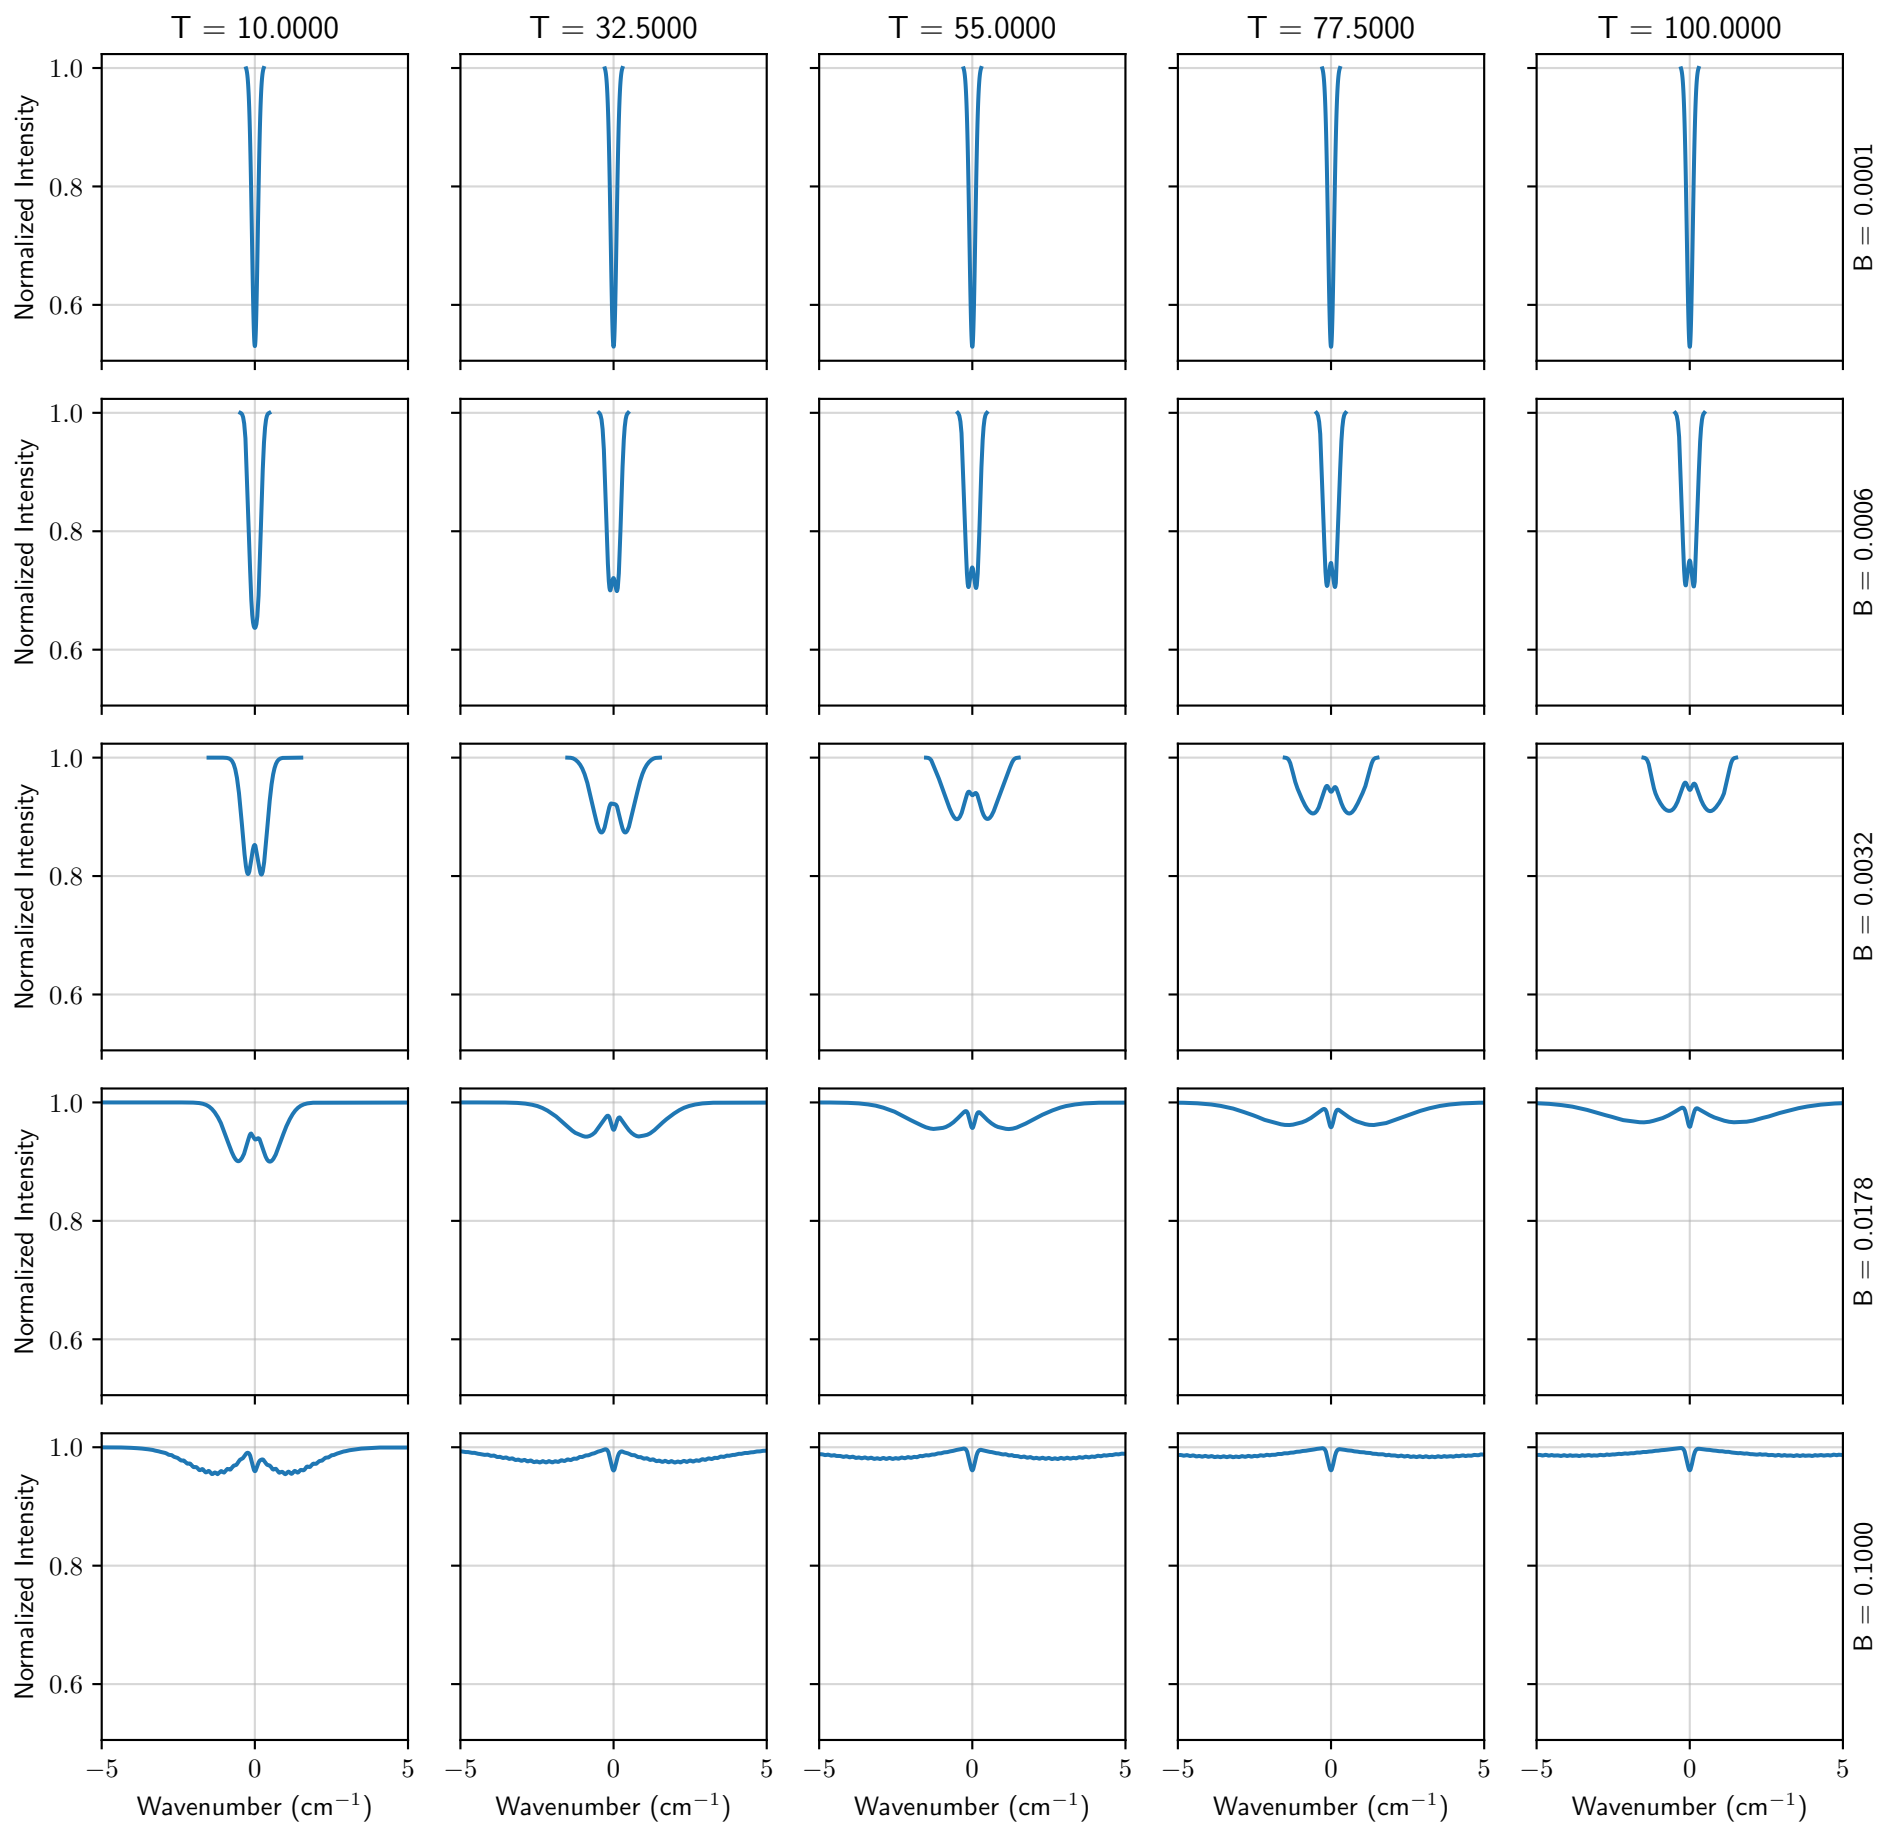 T = 10.0000
T = 32.5000
T = 55.0000
T = 77.5000
T = 100.0000
1.0
0.8
0.6
Normalized Intensity
B = 0.0001
1.0
0.8
0.6
Normalized Intensity
B = 0.0006
1.0
0.8
0.6
Normalized Intensity
B = 0.0032
1.0
0.8
0.6
Normalized Intensity
B = 0.0178
1.0
0.8
0.6
Normalized Intensity
B = 0.1000
−5 0 5
−5 0 5
−5 0 5
−5 0 5
−5 0 5
Wavenumber (cm⁻¹)
Wavenumber (cm⁻¹)
Wavenumber (cm⁻¹)
Wavenumber (cm⁻¹)
Wavenumber (cm⁻¹)